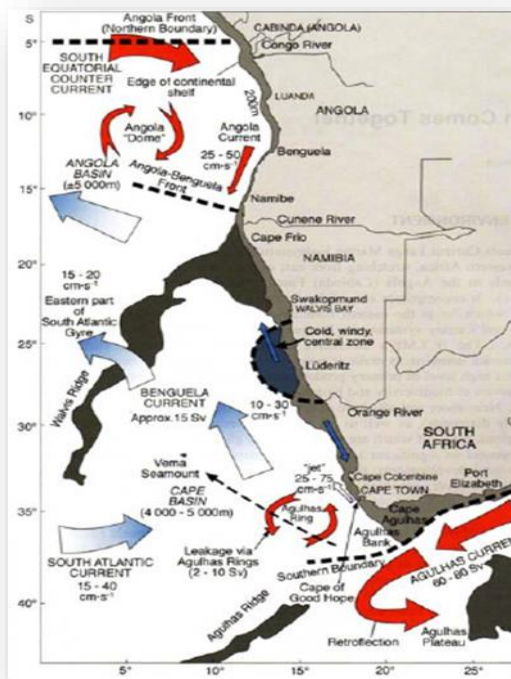 S
Angola Front
(Northern Boundary)
CABINDA (ANGOLA)
5°
Congo River
SOUTH
EQUATORIAL
COUNTER
CURRENT
Edge of continental
shelf
200m
LUANDA
10°
ANGOLA
Angola
"Dome"
Angola
Current
25 - 50
cm·s⁻¹
Benguela
ANGOLA
BASIN
(±5 000m)
Angola-Benguela
Front
15°
Namibe
Cunene River
Cape Frio
NAMIBIA
20°
15 - 20
cm·s⁻¹
Eastern part
of
South Atlantic
Gyre
Swakopmund
WALVIS BAY
Cold, windy,
central zone
25°
Lüderitz
Walvis Ridge
BENGUELA
CURRENT
Approx. 15 Sv
10 - 30
cm·s⁻¹
Orange River
30°
SOUTH
AFRICA
Vema
Seamount
"jet"
25 - 75
cm·s⁻¹
Cape Columbine
CAPE TOWN
Port
Elizabeth
CAPE
BASIN
(4 000 - 5 000m)
35°
Agulhas
Ring
Cape
Agulhas
Agulhas
Bank
Leakage via
Agulhas Rings
(2 - 10 Sv)
SOUTH ATLANTIC
CURRENT
15 - 40
cm·s⁻¹
Southern Boundary
Cape of
Good Hope
AGULHAS CURRENT
60 - 80 Sv
40°
Agulhas Ridge
Retroflection
Agulhas
Plateau
5°
10°
15°
20°
25°